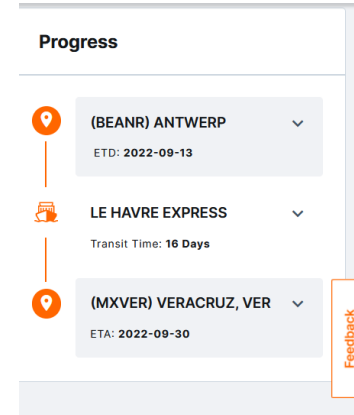 Progress
(BEANR) ANTWERP
ETD: 2022-09-13
LE HAVRE EXPRESS
Transit Time: 16 Days
(MXVER) VERACRUZ, VER
ETA: 2022-09-30
Feedback